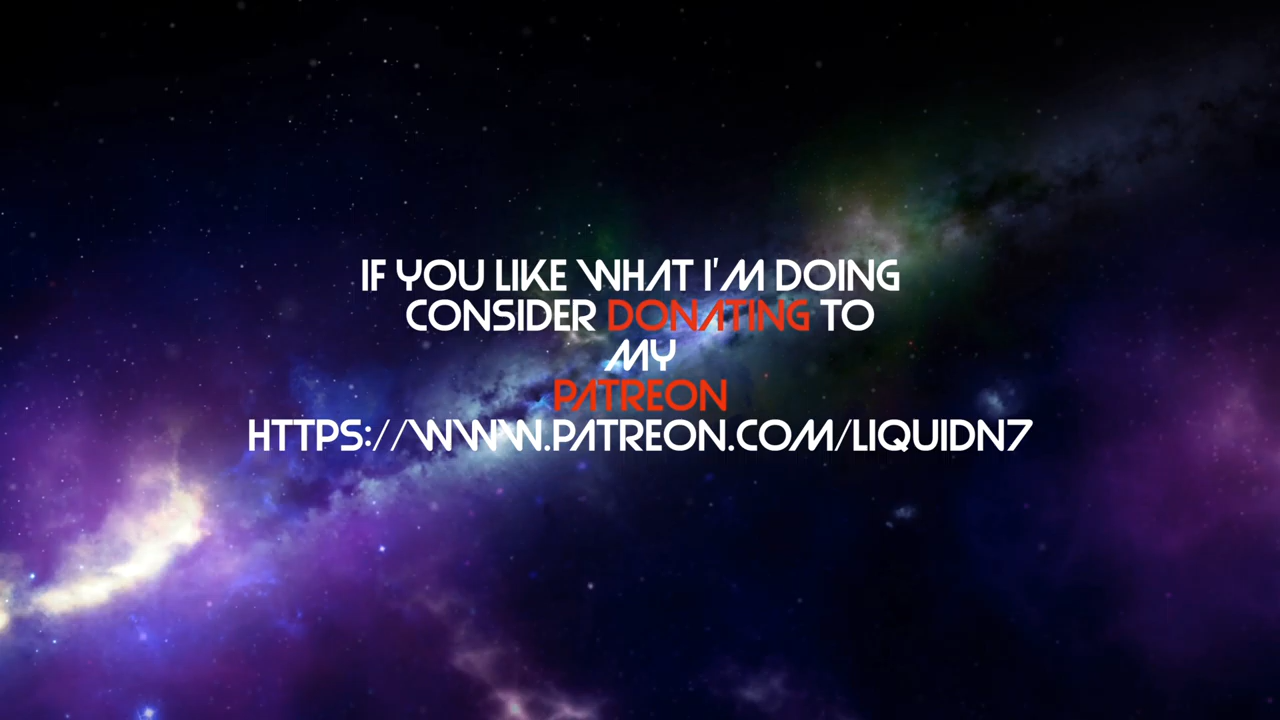 IF YOU LIKE WHAT I'M DOING
CONSIDER DONATING TO
MY
PATREON
HTTPS://WWW.PATREON.COM/LIQUIDN7